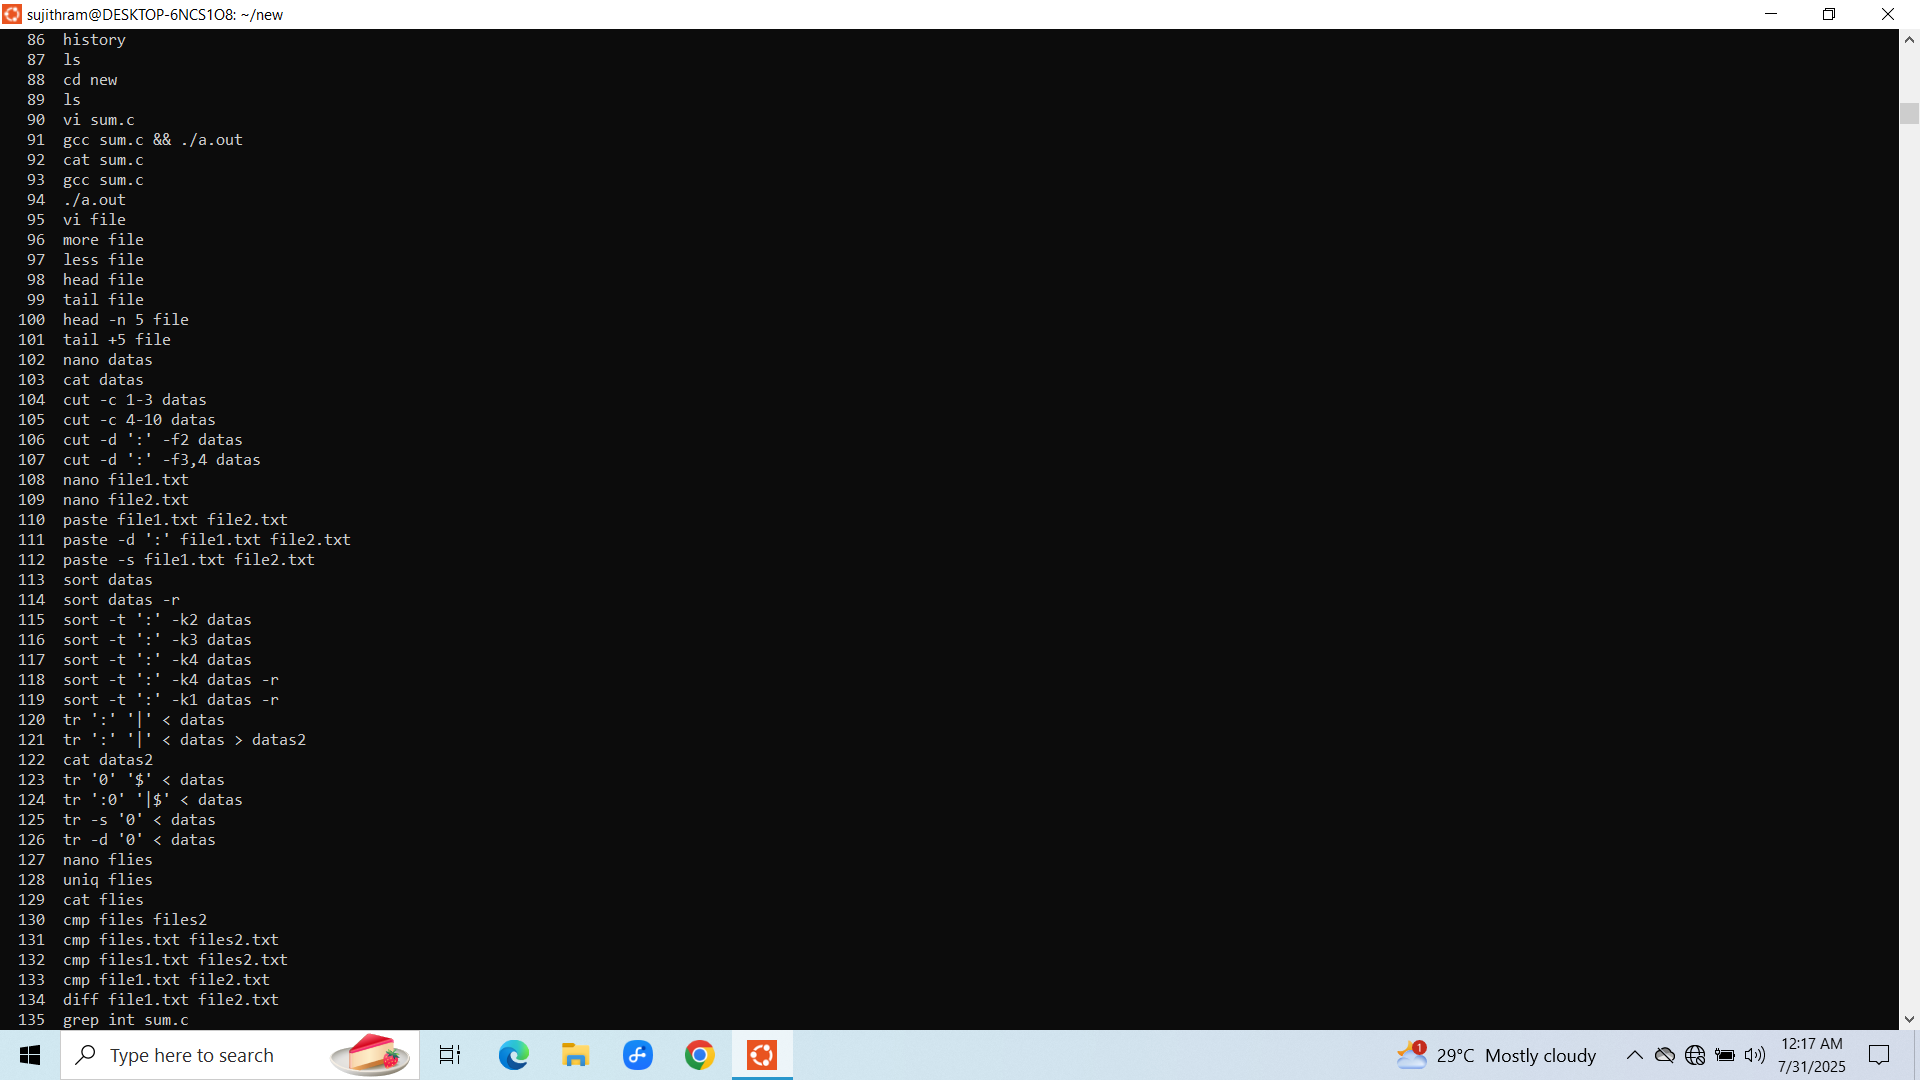 sujithram@DESKTOP-6NCS1O8: ~/new
86 history
87 ls
88 cd new
89 ls
90 vi sum.c
91 gcc sum.c && ./a.out
92 cat sum.c
93 gcc sum.c
94 ./a.out
95 vi file
96 more file
97 less file
98 head file
99 tail file
100 head -n 5 file
101 tail +5 file
102 nano datas
103 cat datas
104 cut -c 1-3 datas
105 cut -c 4-10 datas
106 cut -d ':' -f2 datas
107 cut -d ':' -f3,4 datas
108 nano file1.txt
109 nano file2.txt
110 paste file1.txt file2.txt
111 paste -d ':' file1.txt file2.txt
112 paste -s file1.txt file2.txt
113 sort datas
114 sort datas -r
115 sort -t ':' -k2 datas
116 sort -t ':' -k3 datas
117 sort -t ':' -k4 datas
118 sort -t ':' -k4 datas -r
119 sort -t ':' -k1 datas -r
120 tr ':' '|' < datas
121 tr ':' '|' < datas > datas2
122 cat datas2
123 tr '0' '$' < datas
124 tr ':0' '|$' < datas
125 tr -s '0' < datas
126 tr -d '0' < datas
127 nano flies
128 uniq flies
129 cat flies
130 cmp files files2
131 cmp files.txt files2.txt
132 cmp files1.txt files2.txt
133 cmp file1.txt file2.txt
134 diff file1.txt file2.txt
135 grep int sum.c
Type here to search
1
29°C Mostly cloudy
12:17 AM
7/31/2025